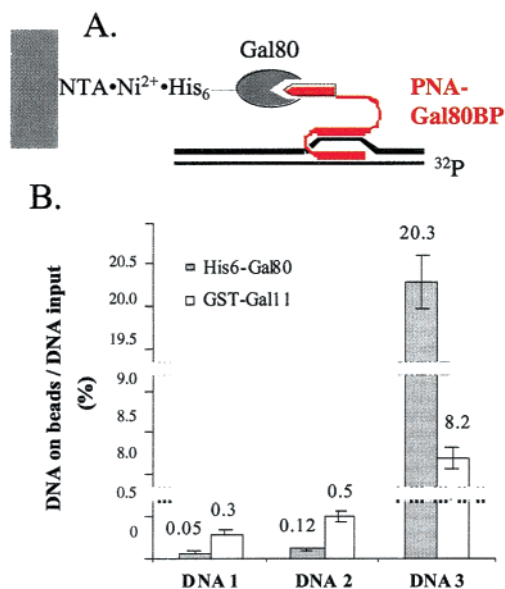 A.
Gal80
NTA•Ni²⁺•His₆
PNA-
Gal80BP
³²P
B.
DNA on beads / DNA input
(%)
20.5
20.0
19.5
9.0
8.5
8.0
0.5
0
His6-Gal80
GST-Gal11
0.05
0.3
0.12
0.5
20.3
8.2
DNA 1
DNA 2
DNA 3